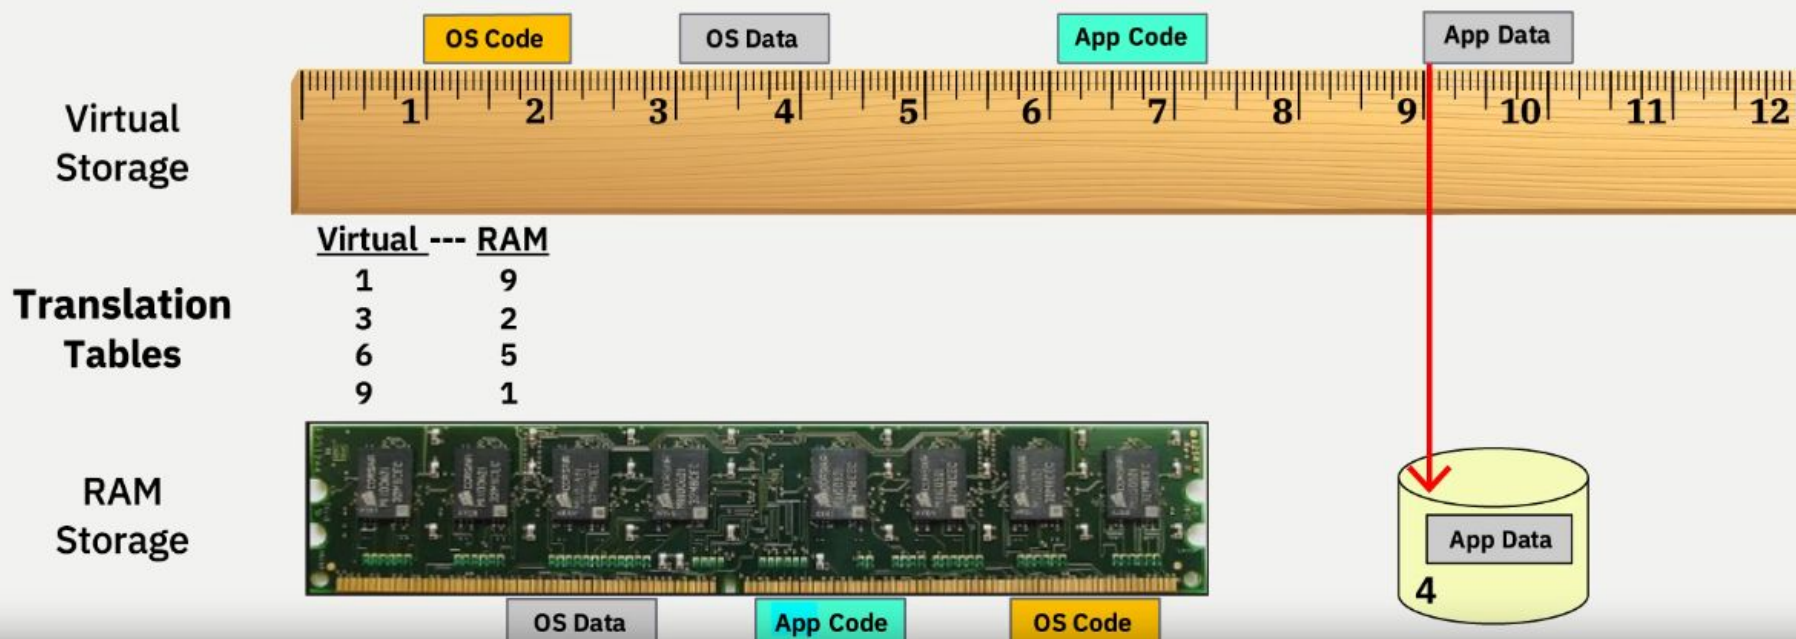 OS Code OS Data App Code App Data
1 2 3 4 5 6 7 8 9 10 11 12
Virtual
Storage
Virtual --- RAM
1 9
3 2
6 5
9 1
Translation
Tables
RAM
Storage
App Data
4
OS Data App Code OS Code